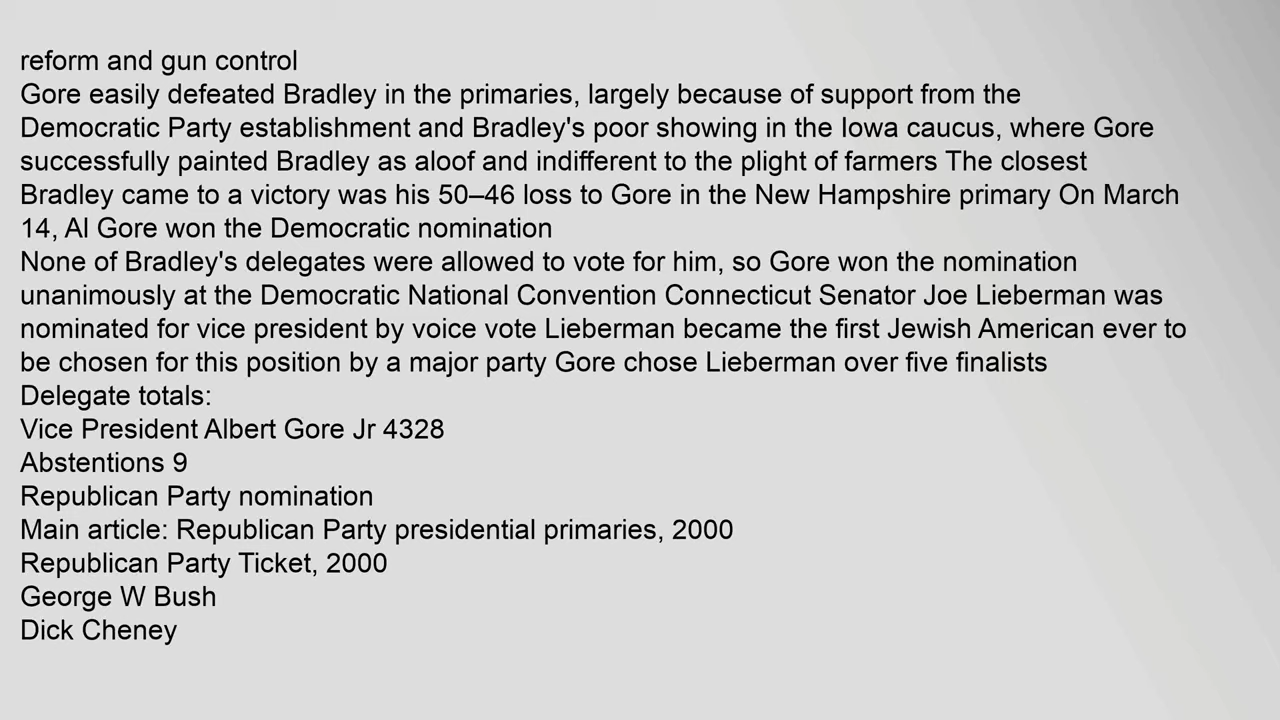 reform and gun control
Gore easily defeated Bradley in the primaries, largely because of support from the
Democratic Party establishment and Bradley's poor showing in the Iowa caucus, where Gore
successfully painted Bradley as aloof and indifferent to the plight of farmers The closest
Bradley came to a victory was his 50–46 loss to Gore in the New Hampshire primary On March
14, Al Gore won the Democratic nomination
None of Bradley's delegates were allowed to vote for him, so Gore won the nomination
unanimously at the Democratic National Convention Connecticut Senator Joe Lieberman was
nominated for vice president by voice vote Lieberman became the first Jewish American ever to
be chosen for this position by a major party Gore chose Lieberman over five finalists
Delegate totals:
Vice President Albert Gore Jr 4328
Abstentions 9
Republican Party nomination
Main article: Republican Party presidential primaries, 2000
Republican Party Ticket, 2000
George W Bush
Dick Cheney